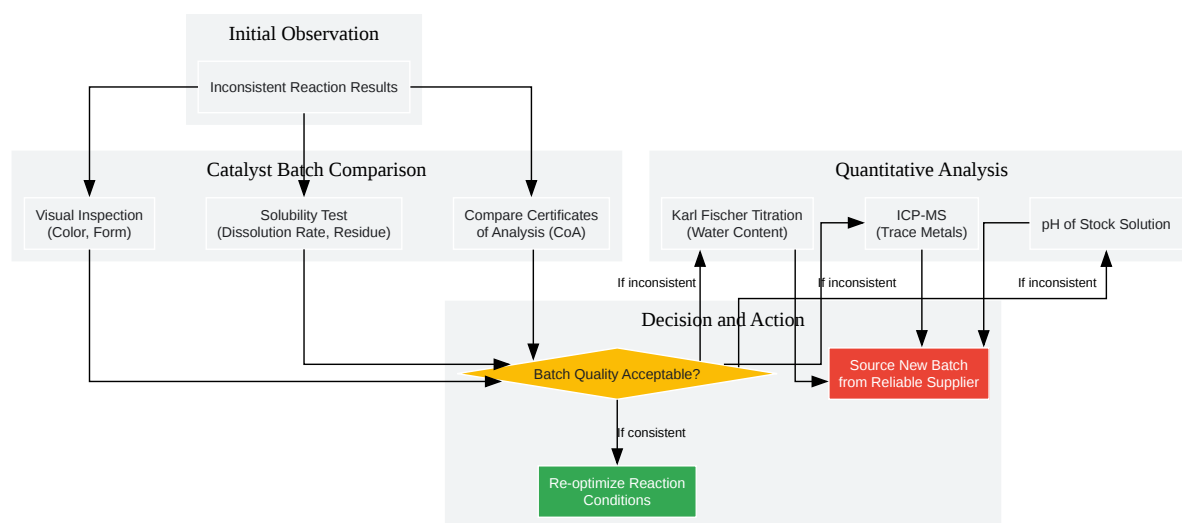 Initial Observation
Inconsistent Reaction Results
Catalyst Batch Comparison
Visual Inspection
(Color, Form)
Solubility Test
(Dissolution Rate, Residue)
Compare Certificates
of Analysis (CoA)
Quantitative Analysis
Karl Fischer Titration
(Water Content)
ICP-MS
(Trace Metals)
pH of Stock Solution
If inconsistent
If inconsistent
If inconsistent
Decision and Action
Batch Quality Acceptable?
Source New Batch
from Reliable Supplier
If consistent
Re-optimize Reaction
Conditions